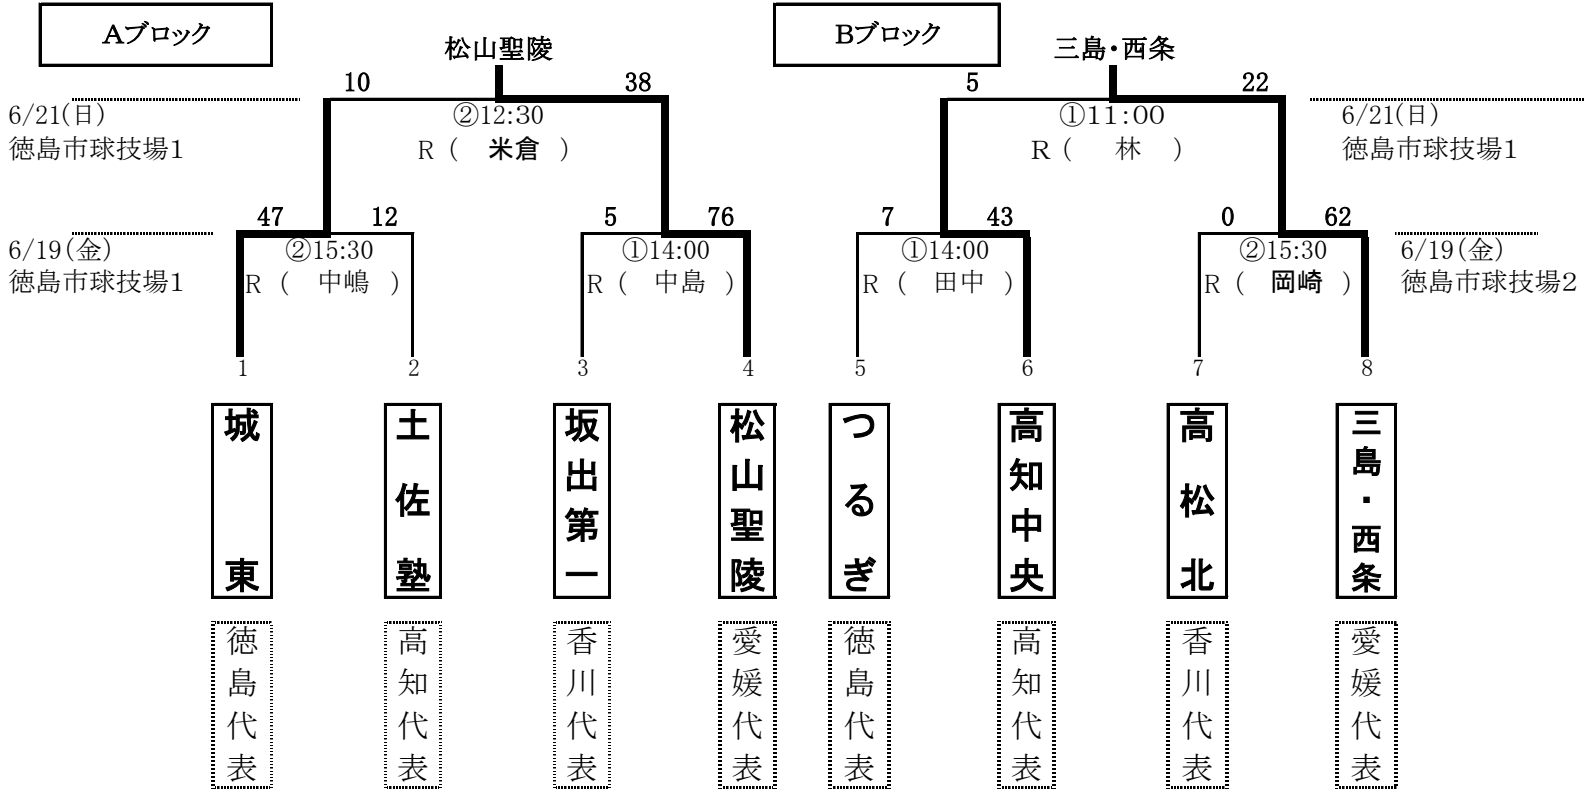 Aブロック
Bブロック
松山聖陵
三島・西条
10
38
5
22
6/21(日)
徳島市球技場1
②12:30
R ( 米倉 )
①11:00
R ( 林 )
6/21(日)
徳島市球技場1
47
12
5
76
7
43
0
62
6/19(金)
徳島市球技場1
②15:30
R ( 中嶋 )
①14:00
R ( 中島 )
①14:00
R ( 田中 )
②15:30
R ( 岡崎 )
6/19(金)
徳島市球技場2
1
2
3
4
5
6
7
8
城東
土佐塾
坂出第一
松山聖陵
つるぎ
高知中央
高松北
三島・西条
徳島代表
高知代表
香川代表
愛媛代表
徳島代表
高知代表
香川代表
愛媛代表